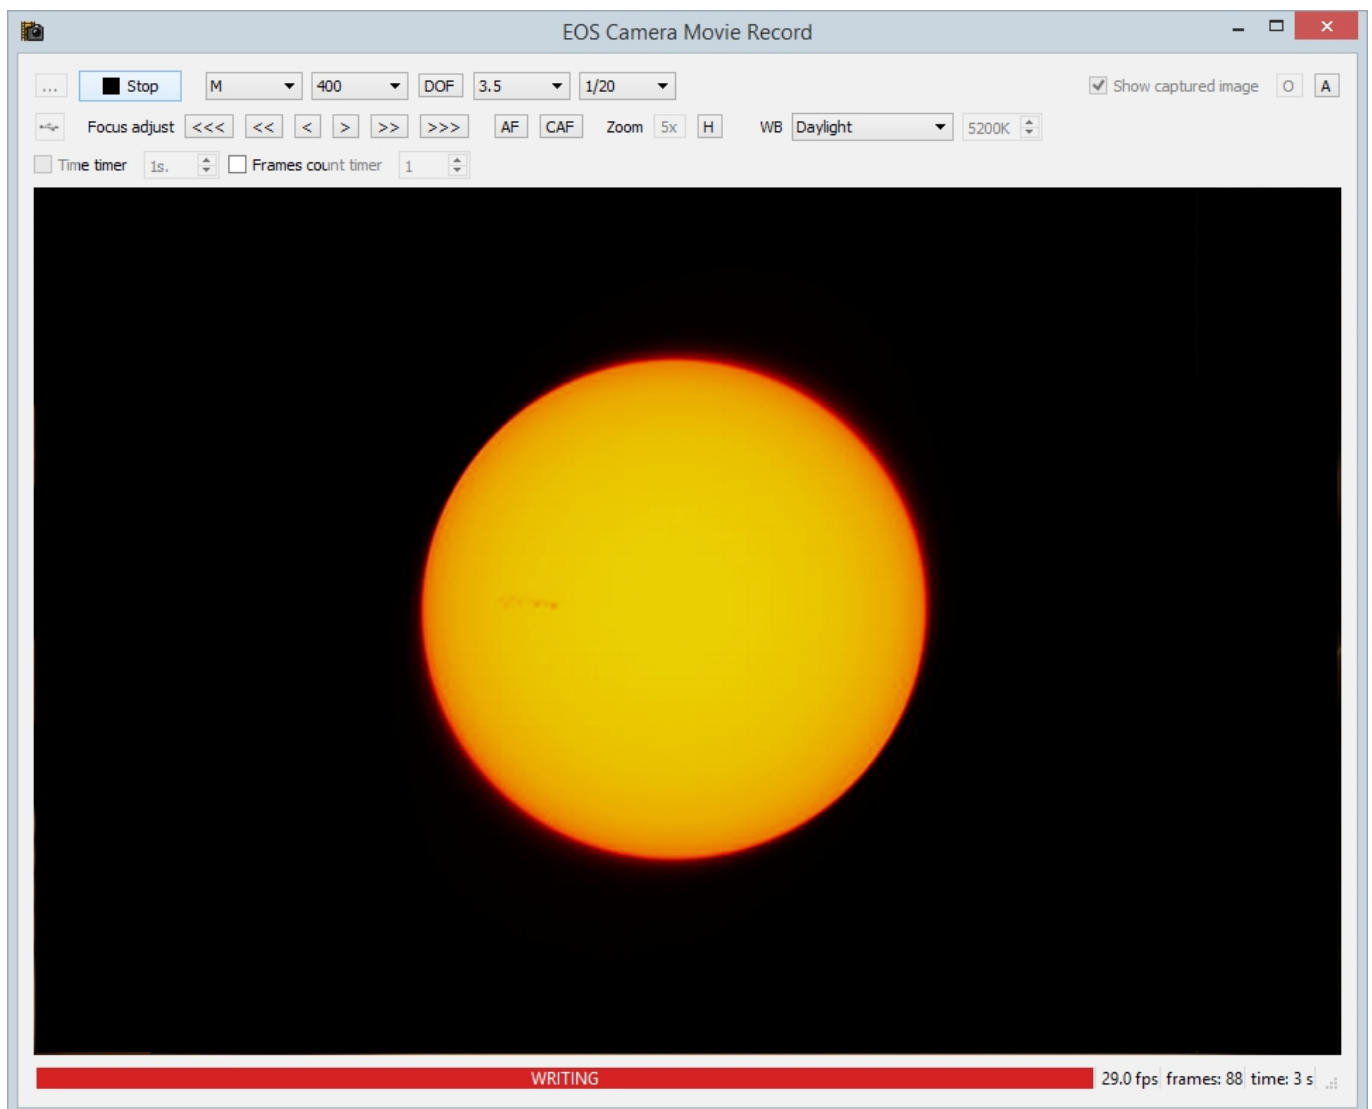 EOS Camera Movie Record
... Stop M 400 DOF 3.5 1/20 Show captured image O A
Focus adjust <<< << < > >> >>> AF CAF Zoom 5x H WB Daylight 5200K
Time timer 1s. Frames count timer 1
WRITING 29.0 fps frames: 88 time: 3 s